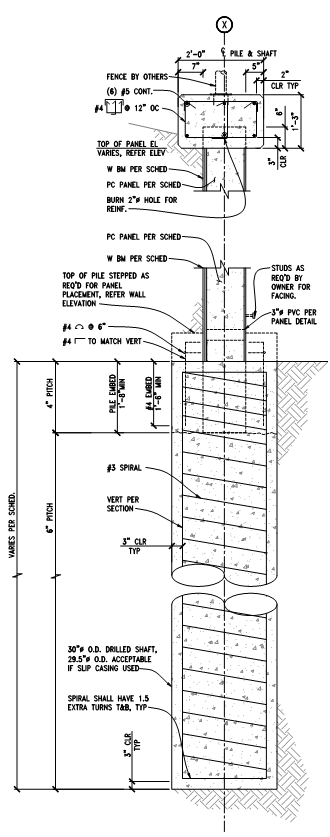 X
2'-0"
℄ PILE & SHAFT
7"
5"
2"
CLR TYP
FENCE BY OTHERS
(6) #5 CONT.
#4 @ 12" OC
6"
1'-3"
3"
CLR
TOP OF PANEL EL
VARIES, REFER ELEV
W BM PER SCHED
PC PANEL PER SCHED
BURN 2"ø HOLE FOR
REINF.
PC PANEL PER SCHED
W BM PER SCHED
TOP OF PILE STEPPED AS
REQ'D FOR PANEL
PLACEMENT, REFER WALL
ELEVATION
STUDS AS
REQ'D BY
OWNER FOR
FACING.
3"ø PVC PER
PANEL DETAIL
#4 @ 6"
#4 TO MATCH VERT
4" PITCH
PILE EMBED
1'-8" MIN
#4 EMBED
1'-6" MIN
#3 SPIRAL
6" PITCH
VERT PER
SECTION
3" CLR
TYP
VARIES PER SCHED.
30"ø O.D. DRILLED SHAFT,
29.5"ø O.D. ACCEPTABLE
IF SLIP CASING USED
SPIRAL SHALL HAVE 1.5
EXTRA TURNS T&B, TYP
3" CLR
TYP